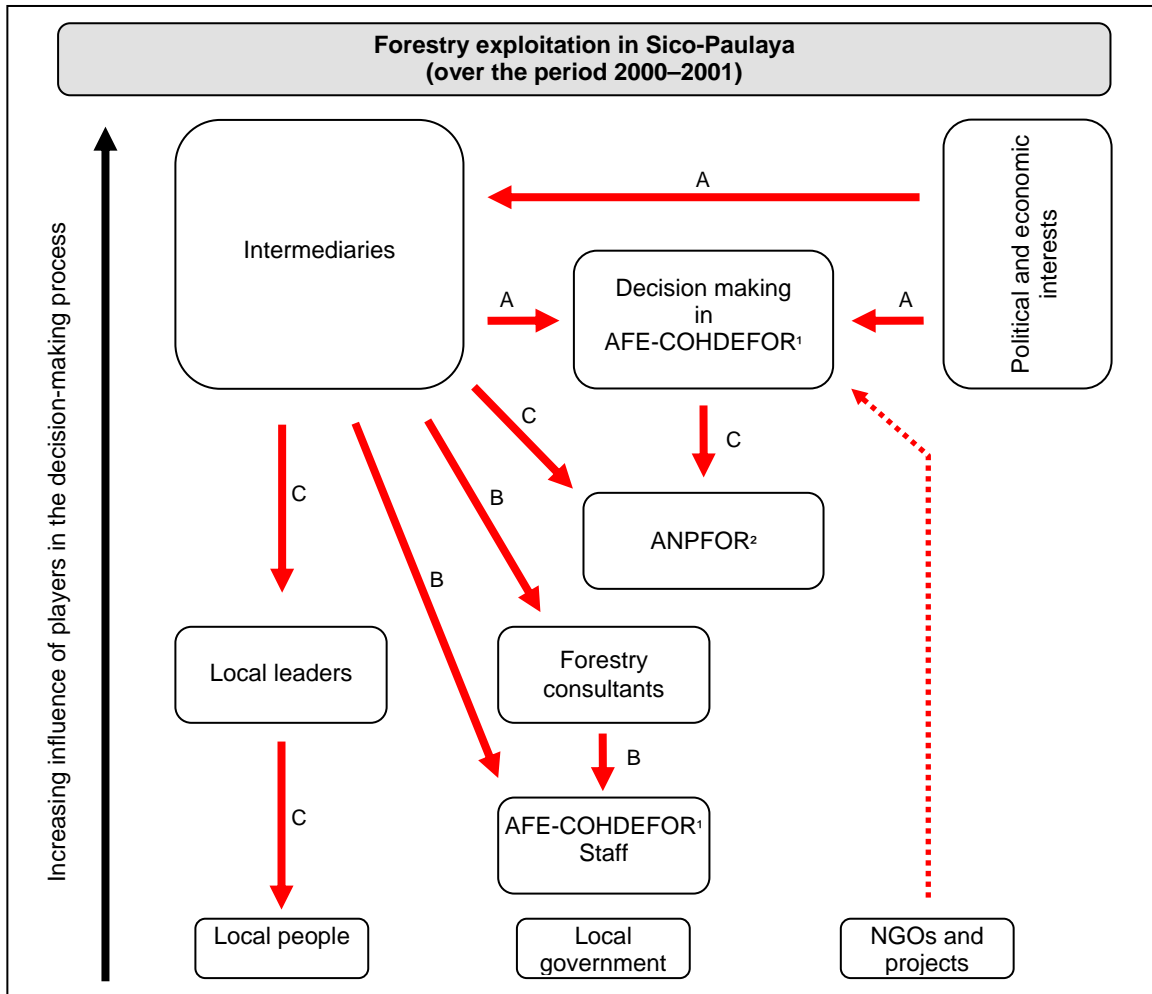 Forestry exploitation in Sico-Paulaya
(over the period 2000–2001)
Increasing influence of players in the decision-making process
Intermediaries
A
Political and economic
interests
A
Decision making
in
AFE-COHDEFOR¹
A
C
C
C
B
B
ANPFOR²
Local leaders
Forestry
consultants
B
C
AFE-COHDEFOR¹
Staff
Local people
Local
government
NGOs and
projects